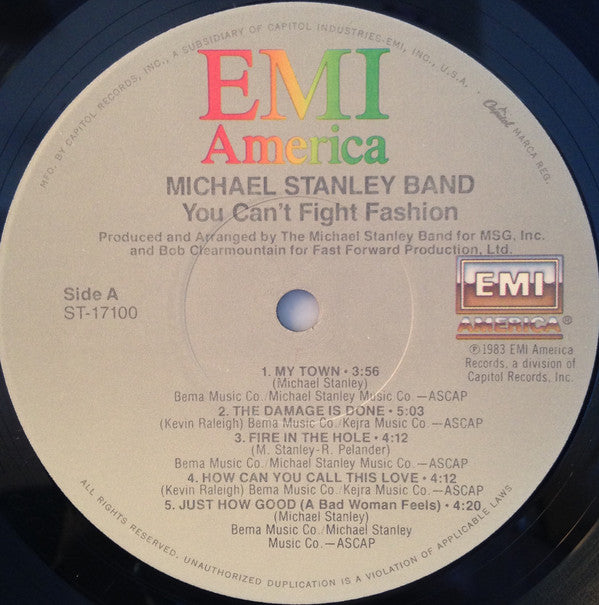 MFG. BY CAPITOL RECORDS, INC., A SUBSIDIARY OF CAPITOL INDUSTRIES-EMI, INC., U.S.A. • Capitol MARCA REG.
EMI
America
MICHAEL STANLEY BAND
You Can't Fight Fashion
Produced and Arranged by The Michael Stanley Band for MSG, Inc.
and Bob Clearmountain for Fast Forward Production, Ltd.
Side A
ST-17100
EMI
AMERICA®
℗1983 EMI America
Records, a division of
Capitol Records, Inc.
1. MY TOWN • 3:56
(Michael Stanley)
Bema Music Co./Michael Stanley Music Co.—ASCAP
2. THE DAMAGE IS DONE • 5:03
(Kevin Raleigh) Bema Music Co./Kejra Music Co.—ASCAP
3. FIRE IN THE HOLE • 4:12
(M. Stanley-R. Pelander)
Bema Music Co./Michael Stanley Music Co.—ASCAP
4. HOW CAN YOU CALL THIS LOVE • 4:12
(Kevin Raleigh) Bema Music Co./Kejra Music Co.—ASCAP
5. JUST HOW GOOD (A Bad Woman Feels) • 4:20
(Michael Stanley)
Bema Music Co./Michael Stanley
Music Co.—ASCAP
ALL RIGHTS RESERVED. UNAUTHORIZED DUPLICATION IS A VIOLATION OF APPLICABLE LAWS